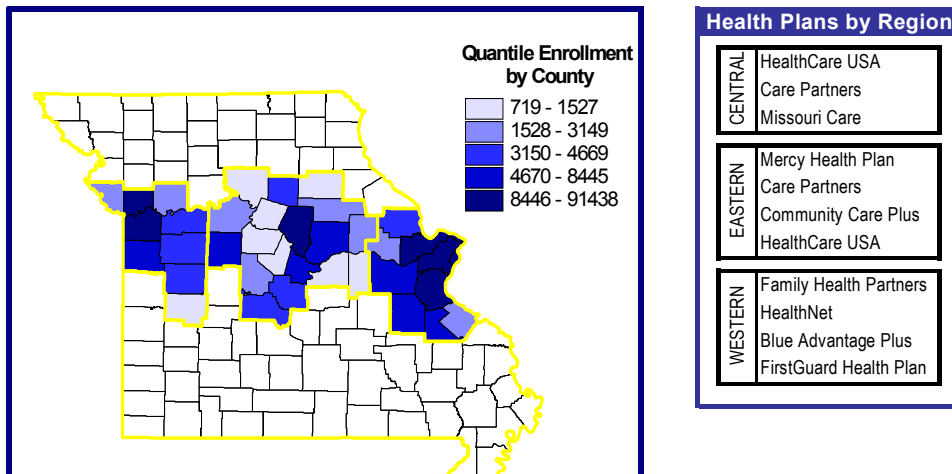 Quantile Enrollment
by County
719 - 1527
1528 - 3149
3150 - 4669
4670 - 8445
8446 - 91438
Health Plans by Region
CENTRAL
HealthCare USA
Care Partners
Missouri Care
EASTERN
Mercy Health Plan
Care Partners
Community Care Plus
HealthCare USA
WESTERN
Family Health Partners
HealthNet
Blue Advantage Plus
FirstGuard Health Plan